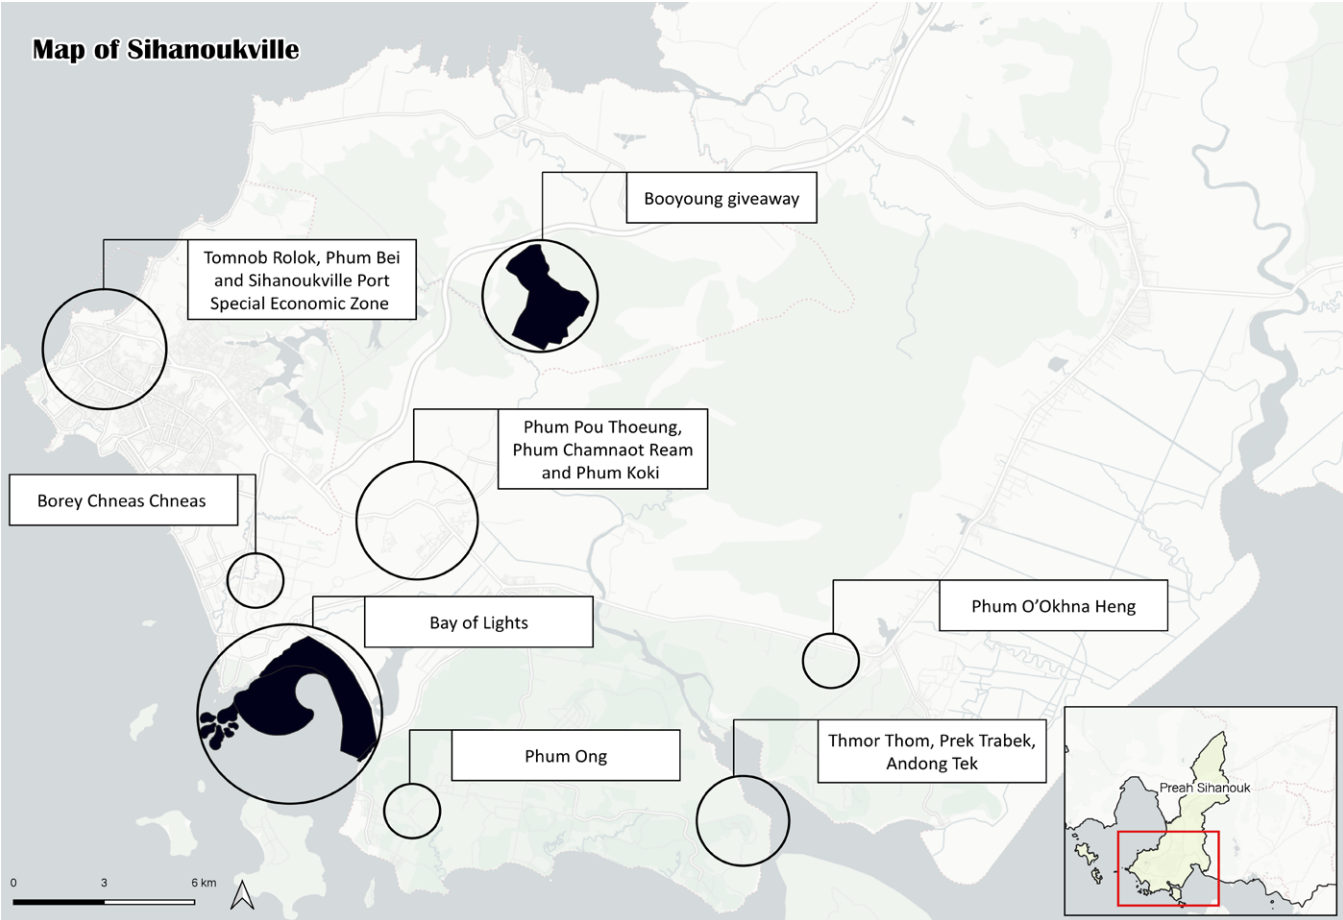 Map of Sihanoukville
Booyoung giveaway
Tomnob Rolok, Phum Bei
and Sihanoukville Port
Special Economic Zone
Phum Pou Thoeung,
Phum Chamnaot Ream
and Phum Koki
Borey Chneas Chneas
Phum O’Okhna Heng
Bay of Lights
Thmor Thom, Prek Trabek,
Andong Tek
Phum Ong
Preah Sihanouk
0 3 6 km